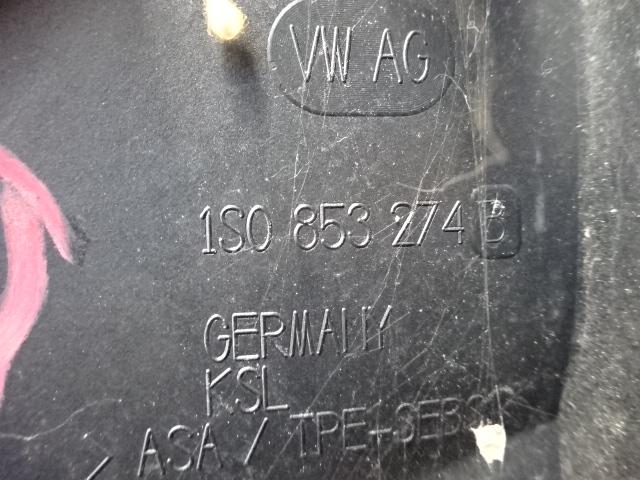 VW AG
1S0 853 274 B
GERMANY
KSL
> ASA / TPE-SEBS <